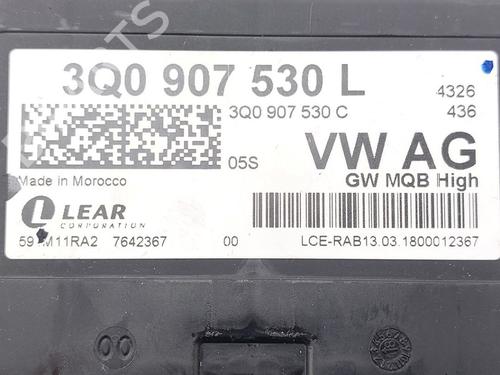 3Q0 907 530 L
4326
3Q0 907 530 C
436
05S
VW AG
Made in Morocco
GW MQB High
LEAR
CORPORATION
7642367
00
LCE-RAB13.03.1800012367